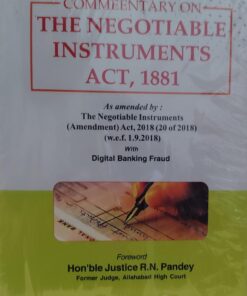 COMMENTARY ON
THE NEGOTIABLE
INSTRUMENTS
ACT, 1881
As amended by :
The Negotiable Instruments
(Amendment) Act, 2018 (20 of 2018)
(w.e.f. 1.9.2018)
With
Digital Banking Fraud
Foreword
Hon'ble Justice R.N. Pandey
Former Judge, Allahabad High Court